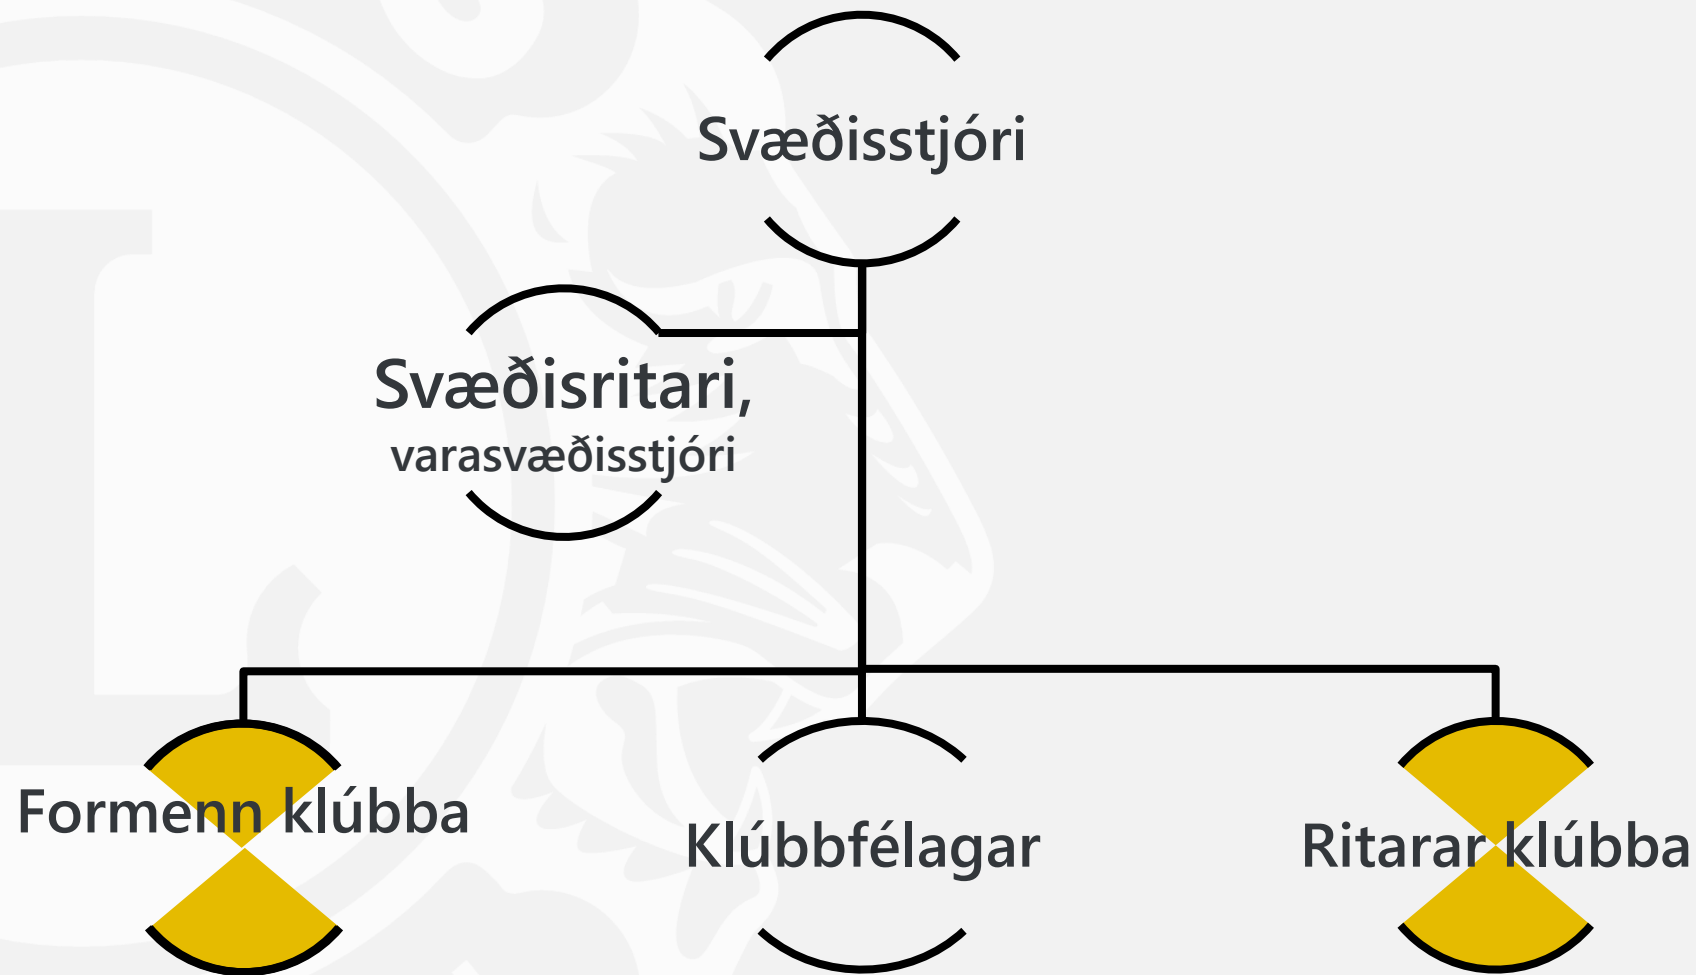 Svæðisstjóri
Svæðisritari,
varasvæðisstjóri
Formenn klúbba
Klúbbfélagar
Ritarar klúbba